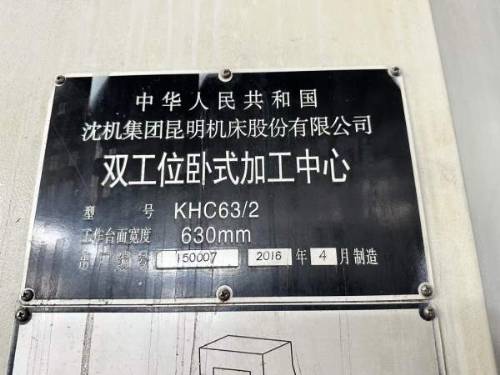 中华人民共和国
沈机集团昆明机床股份有限公司
双工位卧式加工中心
型 号 KHC63/2
工作台面宽度 630mm
出厂编号 150007 2016 年 4 月制造